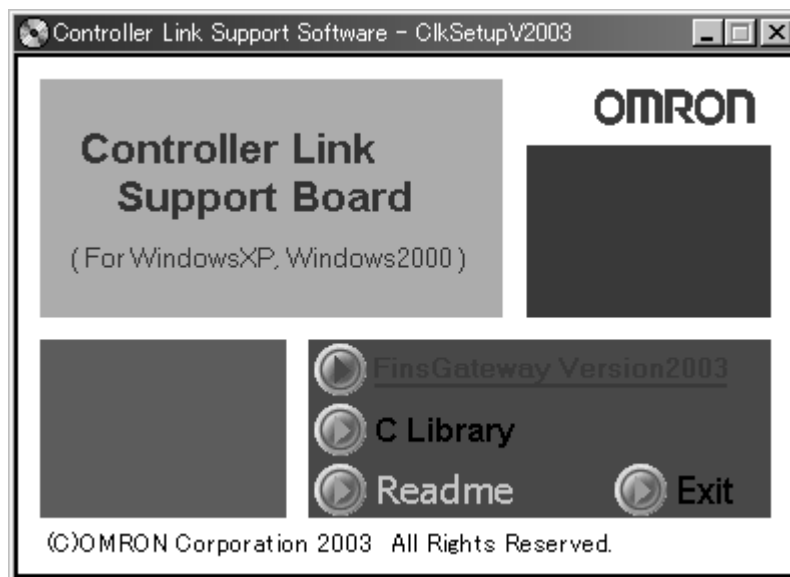 Controller Link Support Software - ClkSetupV2003
OMRON
Controller Link
Support Board
( For WindowsXP, Windows2000 )
FinsGateway Version2003
C Library
Readme
Exit
(C)OMRON Corporation 2003 All Rights Reserved.